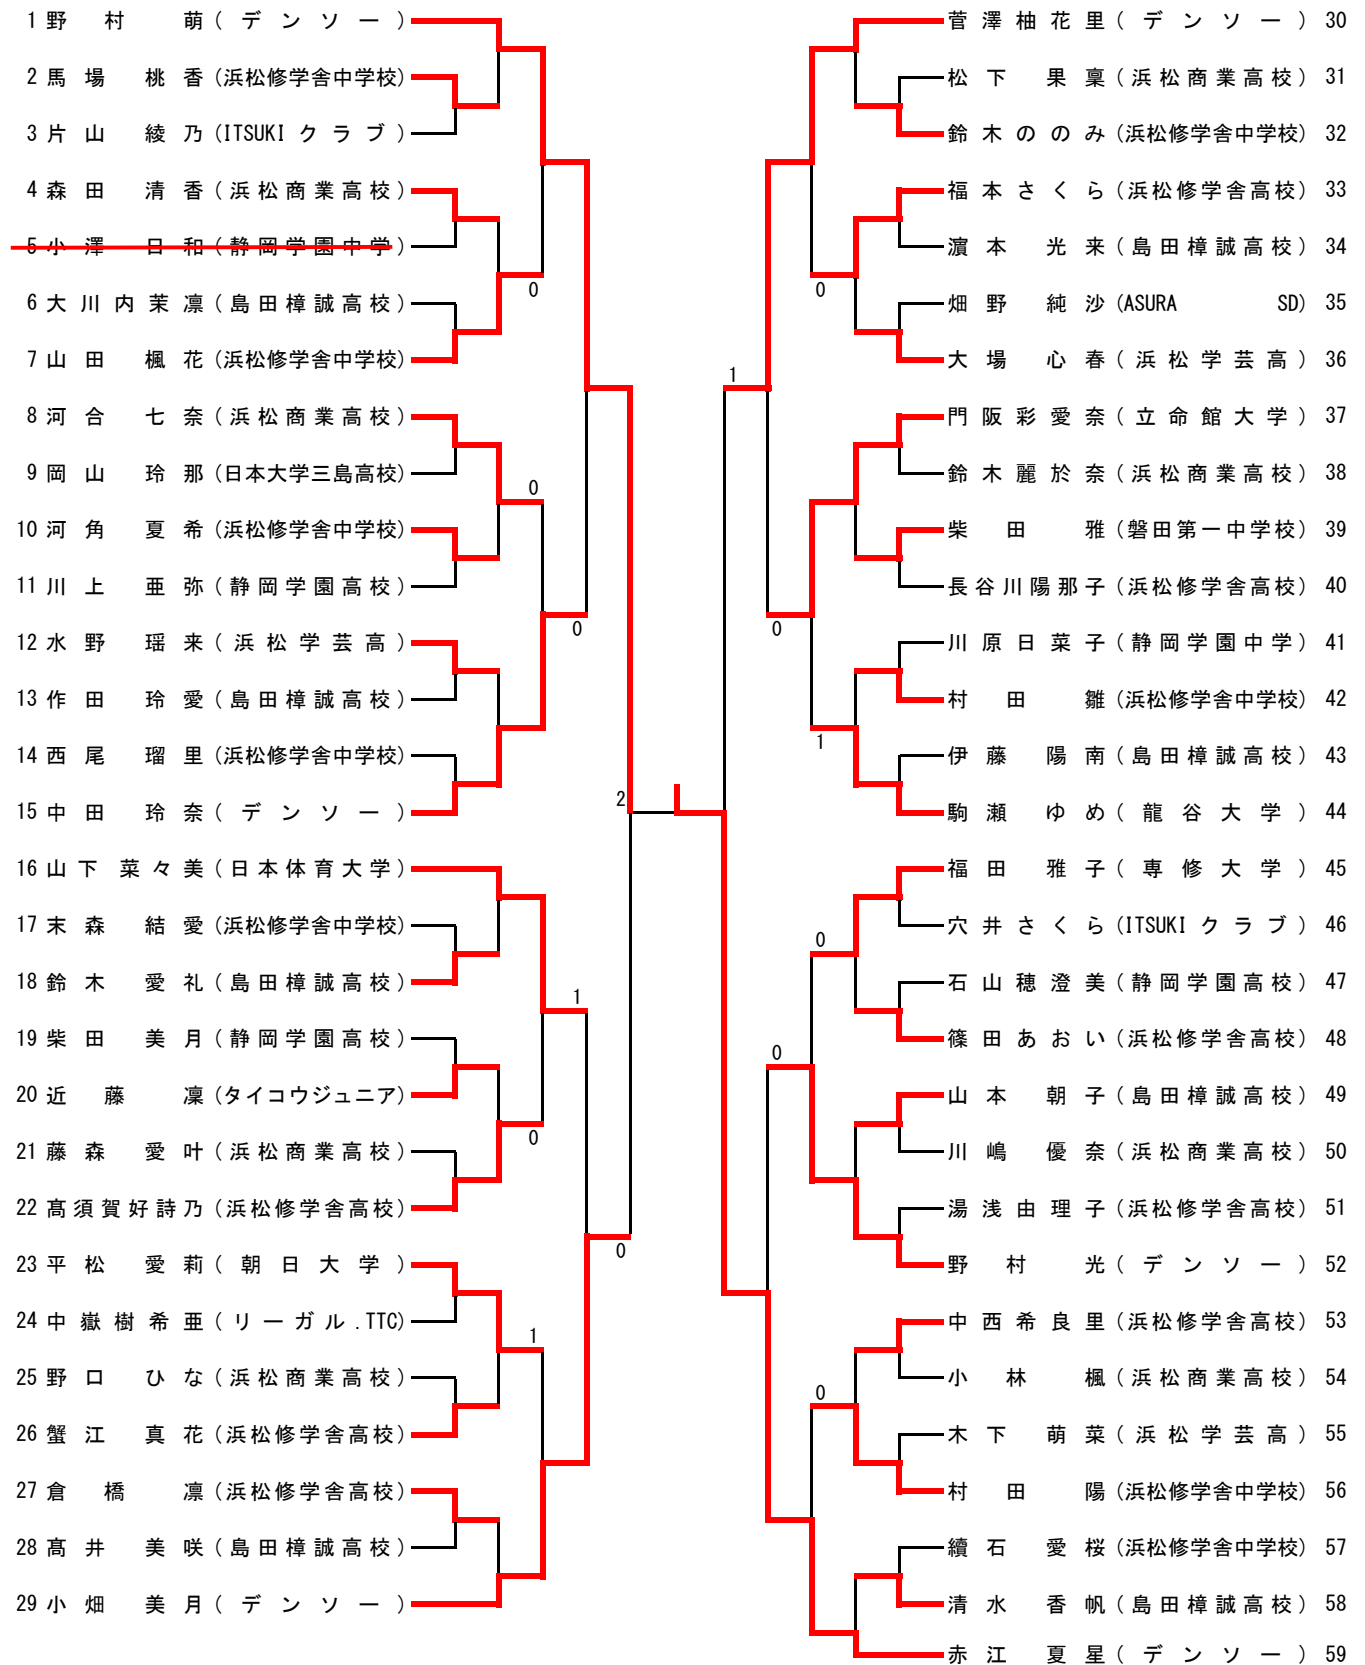 1 野村 萌 (デンソー)
2 馬場 桃香 (浜松修学舎中学校)
3 片山 綾乃 (ITSUKIクラブ)
4 森田 清香 (浜松商業高校)
5 小澤 日和 (静岡学園中学)
0
6 大川内茉凛 (島田樟誠高校)
7 山田 楓花 (浜松修学舎中学校)
8 河合 七奈 (浜松商業高校)
9 岡山 玲那 (日本大学三島高校)
0
10 河角 夏希 (浜松修学舎中学校)
11 川上 亜弥 (静岡学園高校)
0
12 水野 瑶来 (浜松学芸高)
13 作田 玲愛 (島田樟誠高校)
14 西尾 瑠里 (浜松修学舎中学校)
15 中田 玲奈 (デンソー)
2
16 山下 菜々美 (日本体育大学)
17 末森 結愛 (浜松修学舎中学校)
18 鈴木 愛礼 (島田樟誠高校)
1
19 柴田 美月 (静岡学園高校)
20 近藤 凜 (タイコウジュニア)
0
21 藤森 愛叶 (浜松商業高校)
22 髙須賀好詩乃 (浜松修学舎高校)
0
23 平松 愛莉 (朝日大学)
24 中嶽樹希亜 (リーガル.TTC)
1
25 野口 ひな (浜松商業高校)
26 蟹江 真花 (浜松修学舎高校)
27 倉橋 凛 (浜松修学舎高校)
28 髙井 美咲 (島田樟誠高校)
29 小畑 美月 (デンソー)
菅澤柚花里 (デンソー) 30
松下 果稟 (浜松商業高校) 31
鈴木ののみ (浜松修学舎中学校) 32
福本さくら (浜松修学舎高校) 33
濵本 光来 (島田樟誠高校) 34
0
畑野 純沙 (ASURA SD) 35
大場 心春 (浜松学芸高) 36
1
門阪彩愛奈 (立命館大学) 37
鈴木麗於奈 (浜松商業高校) 38
柴田 雅 (磐田第一中学校) 39
長谷川陽那子 (浜松修学舎高校) 40
0
川原日菜子 (静岡学園中学) 41
村田 雛 (浜松修学舎中学校) 42
1
伊藤 陽南 (島田樟誠高校) 43
駒瀬 ゆめ (龍谷大学) 44
福田 雅子 (専修大学) 45
穴井さくら (ITSUKIクラブ) 46
0
石山穂澄美 (静岡学園高校) 47
篠田あおい (浜松修学舎高校) 48
0
山本 朝子 (島田樟誠高校) 49
川嶋 優奈 (浜松商業高校) 50
湯浅由理子 (浜松修学舎高校) 51
野村 光 (デンソー) 52
中西希良里 (浜松修学舎高校) 53
小林 楓 (浜松商業高校) 54
0
木下 萌菜 (浜松学芸高) 55
村田 陽 (浜松修学舎中学校) 56
續石 愛桜 (浜松修学舎中学校) 57
清水 香帆 (島田樟誠高校) 58
赤江 夏星 (デンソー) 59